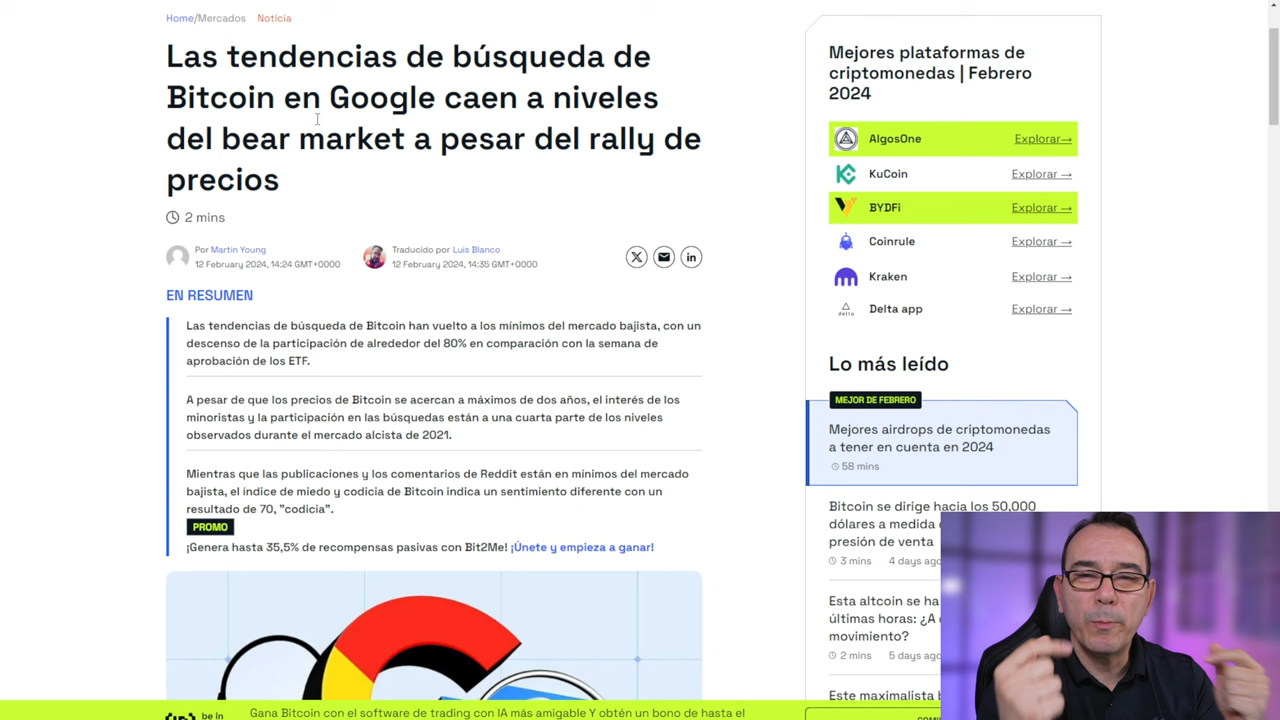 Home/Mercados Noticia
Las tendencias de búsqueda de
Bitcoin en Google caen a niveles
del bear market a pesar del rally de
precios
2 mins
Por Martin Young
12 February 2024, 14:24 GMT+0000
Traducido por Luis Blanco
12 February 2024, 14:35 GMT+0000
EN RESUMEN
Las tendencias de búsqueda de Bitcoin han vuelto a los mínimos del mercado bajista, con un
descenso de la participación de alrededor del 80% en comparación con la semana de
aprobación de los ETF.
A pesar de que los precios de Bitcoin se acercan a máximos de dos años, el interés de los
minoristas y la participación en las búsquedas están a una cuarta parte de los niveles
observados durante el mercado alcista de 2021.
Mientras que las publicaciones y los comentarios de Reddit están en mínimos del mercado
bajista, el índice de miedo y codicia de Bitcoin indica un sentimiento diferente con un
resultado de 70, "codicia".
PROMO
¡Genera hasta 35,5% de recompensas pasivas con Bit2Me! ¡Únete y empieza a ganar!
be in
Gana Bitcoin con el software de trading con IA más amigable Y obtén un bono de hasta el
Mejores plataformas de
criptomonedas | Febrero
2024
AlgosOne Explorar→
KuCoin Explorar→
BYDFi Explorar→
Coinrule Explorar→
Kraken Explorar→
delta
Delta app Explorar→
Lo más leído
MEJOR DE FEBRERO
Mejores airdrops de criptomonedas
a tener en cuenta en 2024
58 mins
Bitcoin se dirige hacia los 50,000
dólares a medida
presión de venta
3 mins 4 days ago
Esta altcoin se ha
últimas horas: ¿A
movimiento?
2 mins 5 days ago
Este maximalista